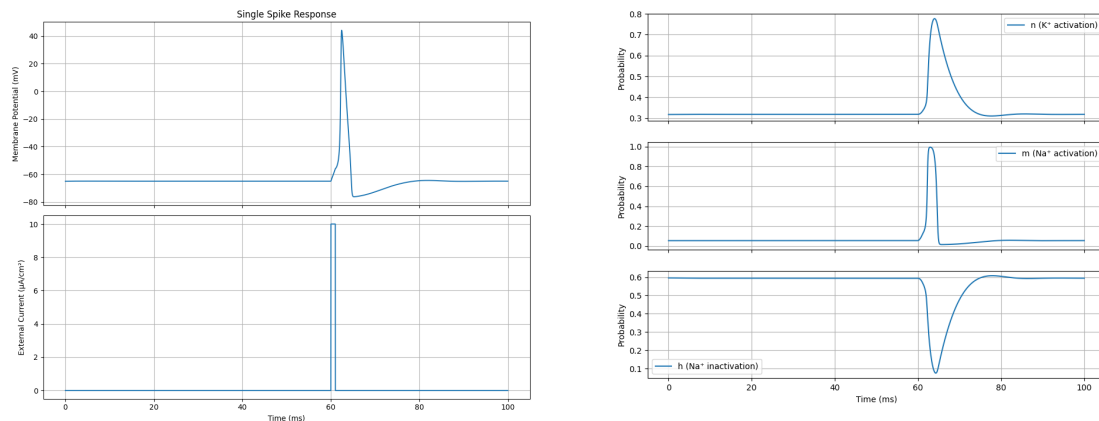 Single Spike Response
Membrane Potential (mV)
40
20
0
−20
−40
−60
−80
External Current (μA/cm²)
10
8
6
4
2
0
0 20 40 60 80 100
Time (ms)
Probability
0.8
0.7
0.6
0.5
0.4
0.3
n (K⁺ activation)
Probability
1.0
0.8
0.6
0.4
0.2
0.0
m (Na⁺ activation)
Probability
0.6
0.5
0.4
0.3
0.2
0.1
h (Na⁺ inactivation)
0 20 40 60 80 100
Time (ms)